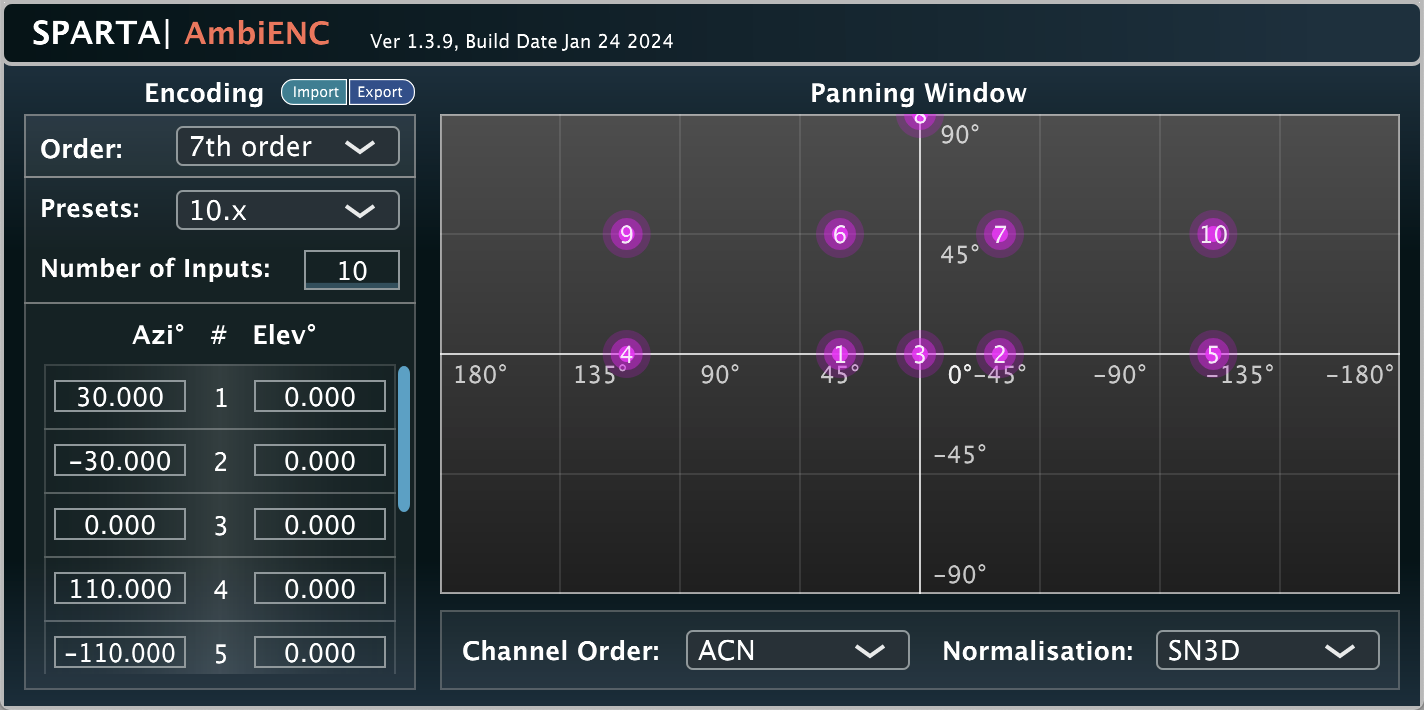 SPARTA| AmbiENC Ver 1.3.9, Build Date Jan 24 2024
Encoding Import Export
Order: 7th order
Presets: 10.x
Number of Inputs: 10
Azi° # Elev°
30.000 1 0.000
−30.000 2 0.000
0.000 3 0.000
110.000 4 0.000
−110.000 5 0.000
Panning Window
8
90°
9 6 7 10
45°
4 1 3 2 5
180° 135° 90° 45° 0° −45° −90° −135° −180°
−45°
−90°
Channel Order: ACN Normalisation: SN3D